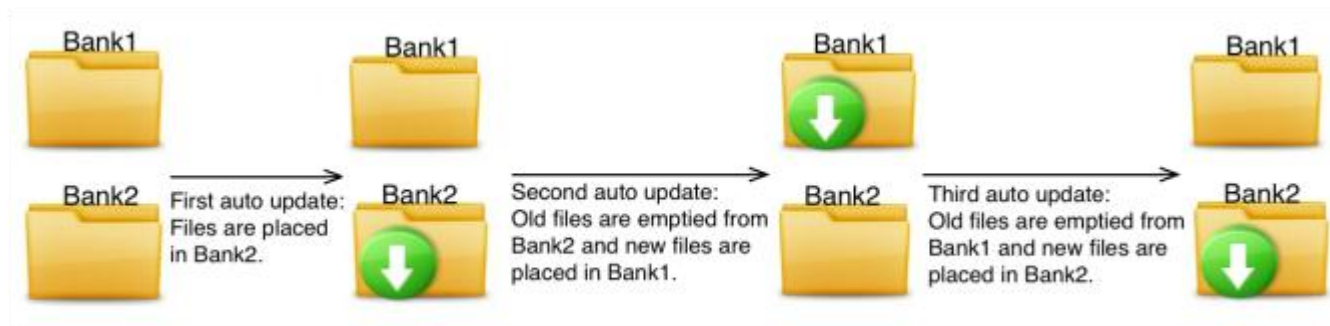 Bank1
Bank1
Bank1
Bank1
Bank2
First auto update:
Files are placed
in Bank2.
Bank2
Second auto update:
Old files are emptied from
Bank2 and new files are
placed in Bank1.
Bank2
Third auto update:
Old files are emptied from
Bank1 and new files are
placed in Bank2.
Bank2